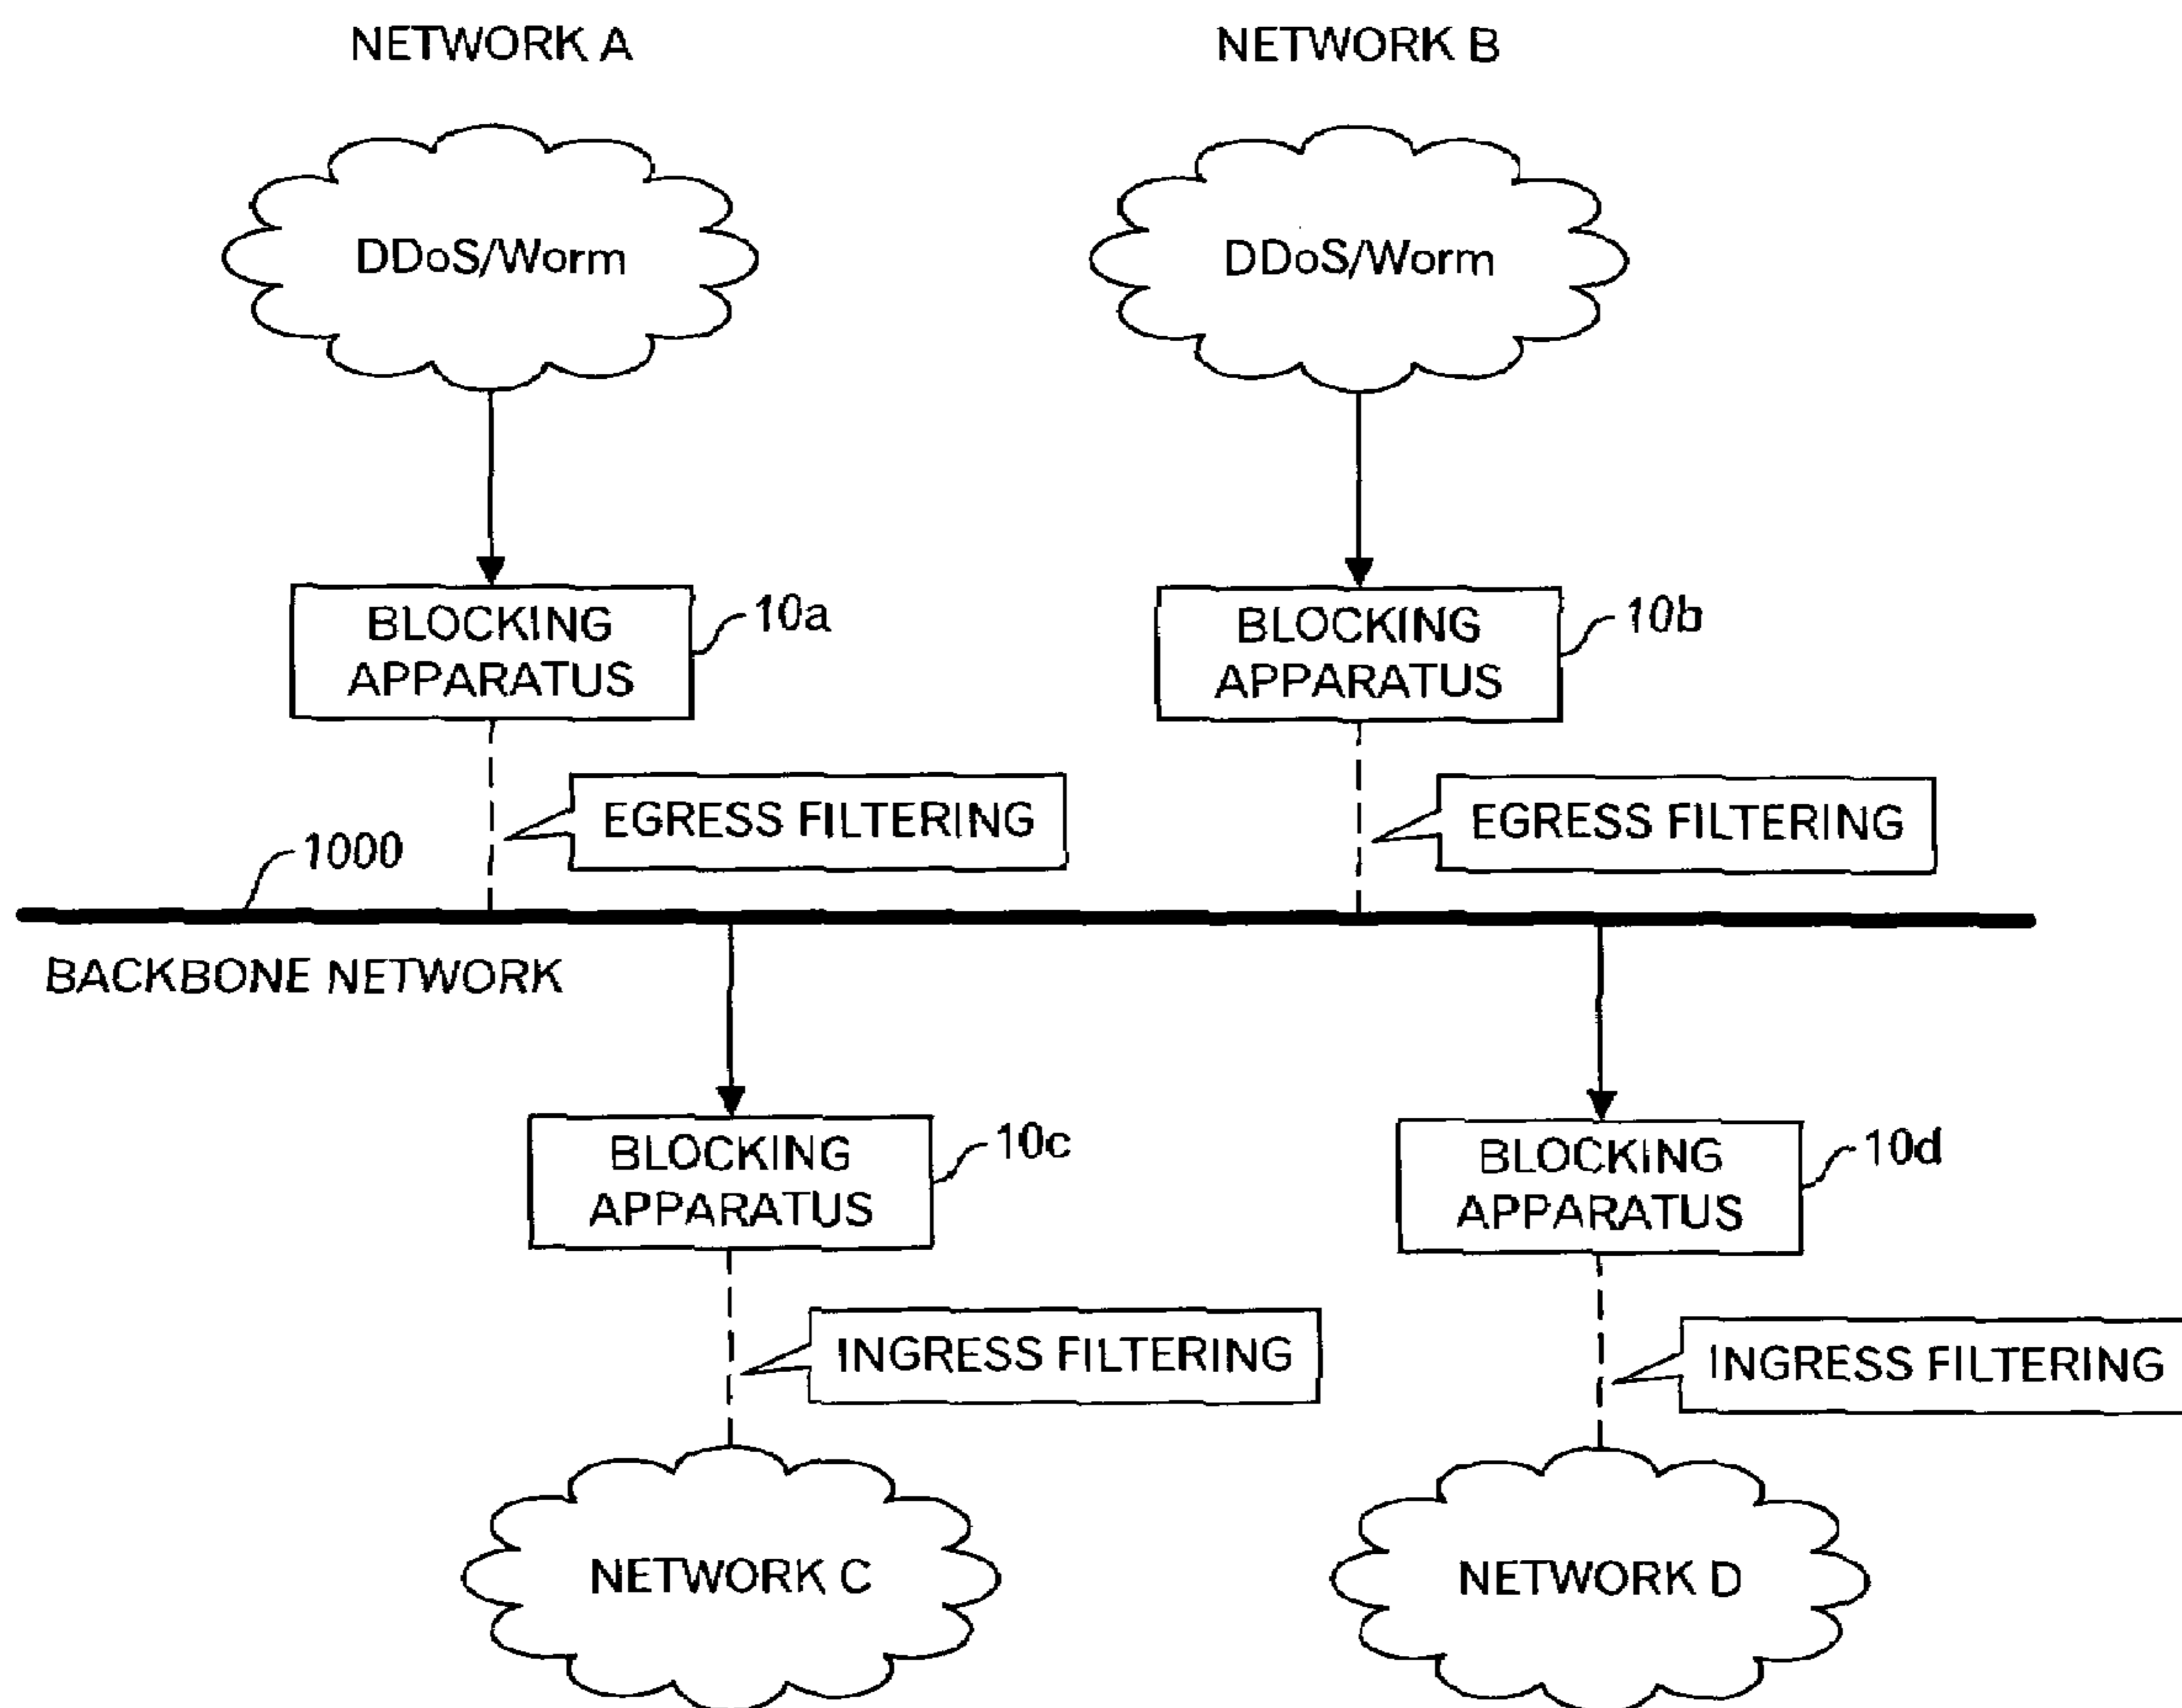 NETWORK A
NETWORK B
DDoS/Worm
DDoS/Worm
BLOCKING
APPARATUS
10a
BLOCKING
APPARATUS
10b
EGRESS FILTERING
EGRESS FILTERING
1000
BACKBONE NETWORK
BLOCKING
APPARATUS
10c
BLOCKING
APPARATUS
10d
INGRESS FILTERING
INGRESS FILTERING
NETWORK C
NETWORK D